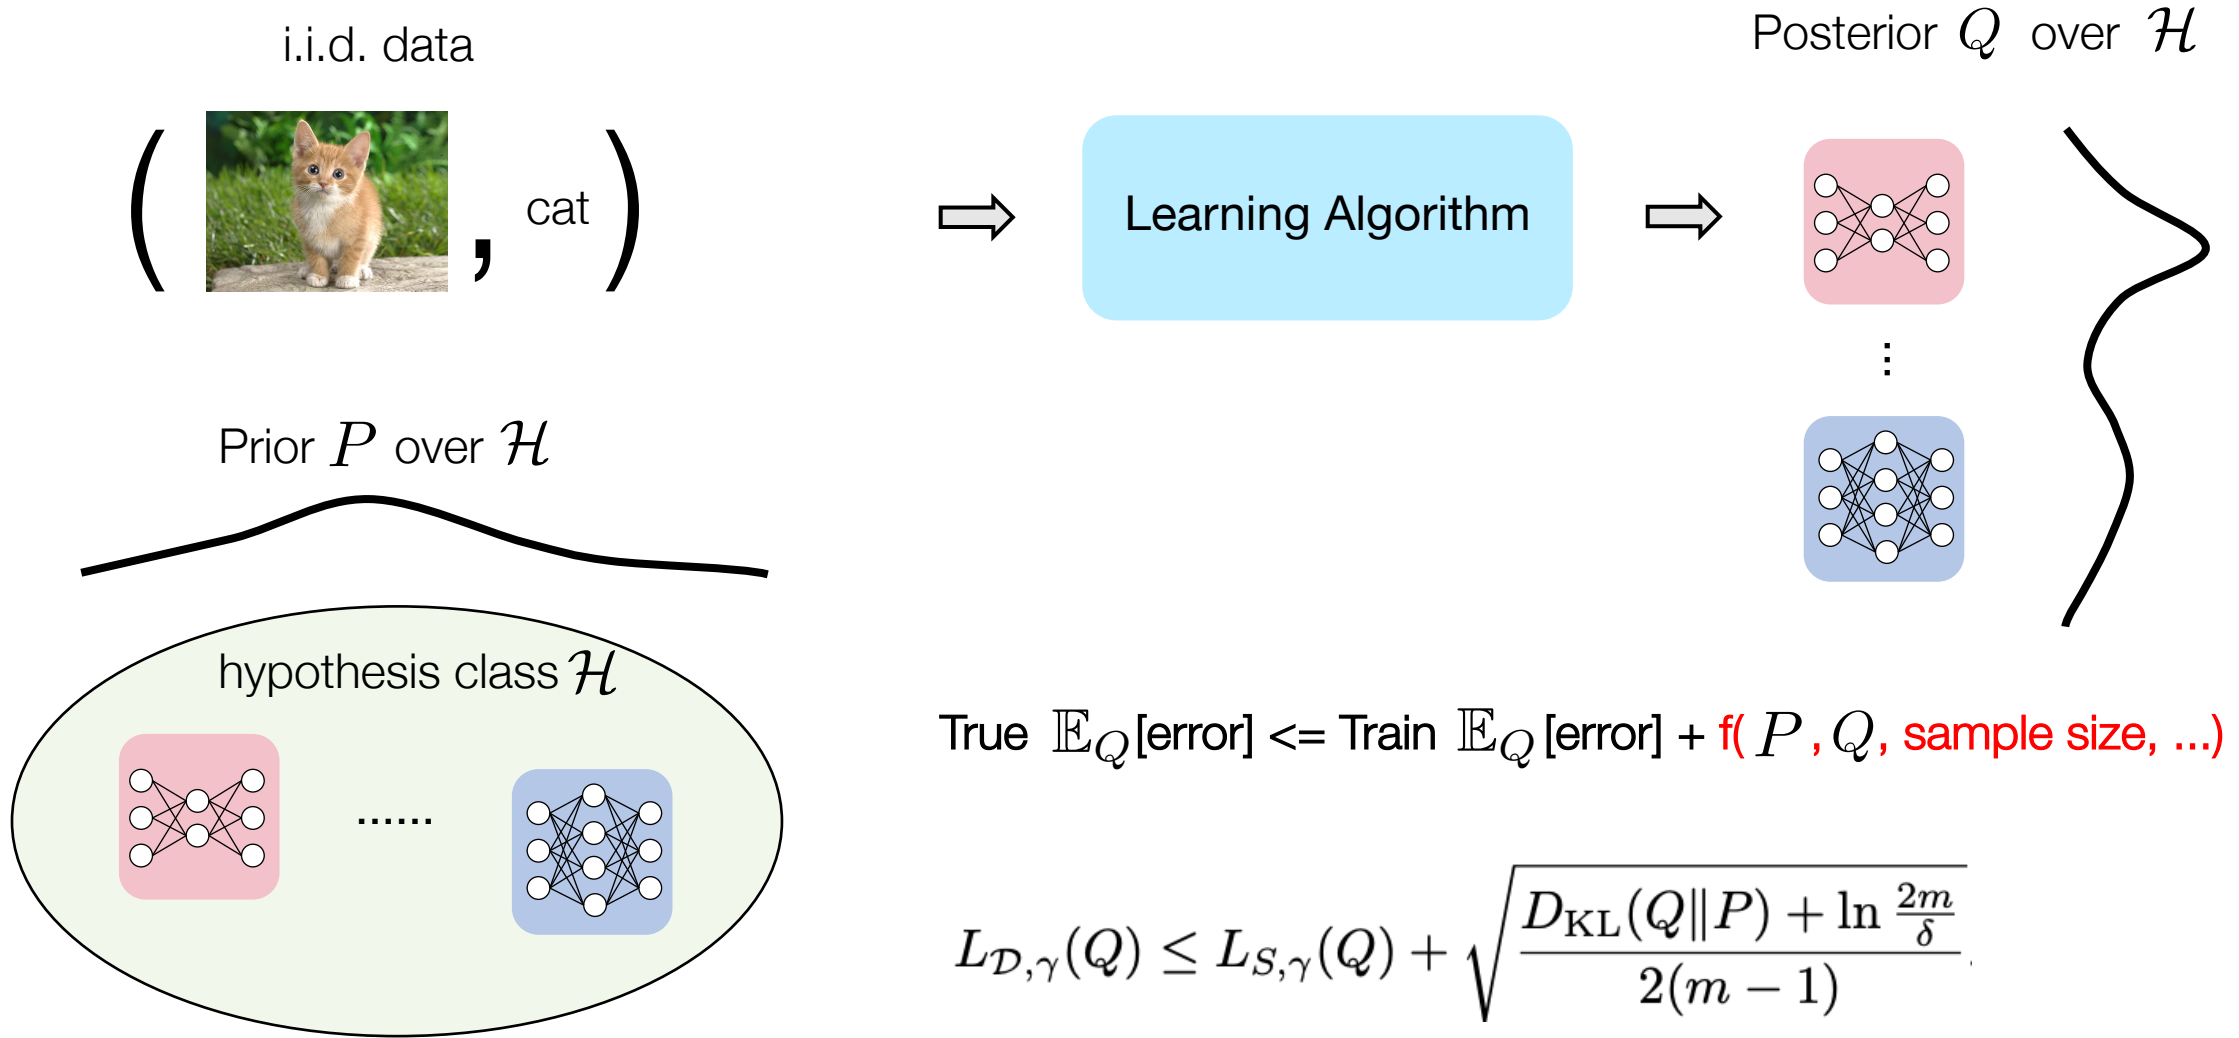 i.i.d. data
( , cat )
Learning Algorithm
Posterior Q over ℋ
⋮
Prior P over ℋ
hypothesis class ℋ
......
True 𝔼_Q[error] <= Train 𝔼_Q[error] + f( P , Q, sample size, ...)
L_{𝒟,γ}(Q) ≤ L_{S,γ}(Q) + √((D_KL(Q∥P) + ln (2m/δ)) / (2(m − 1))).